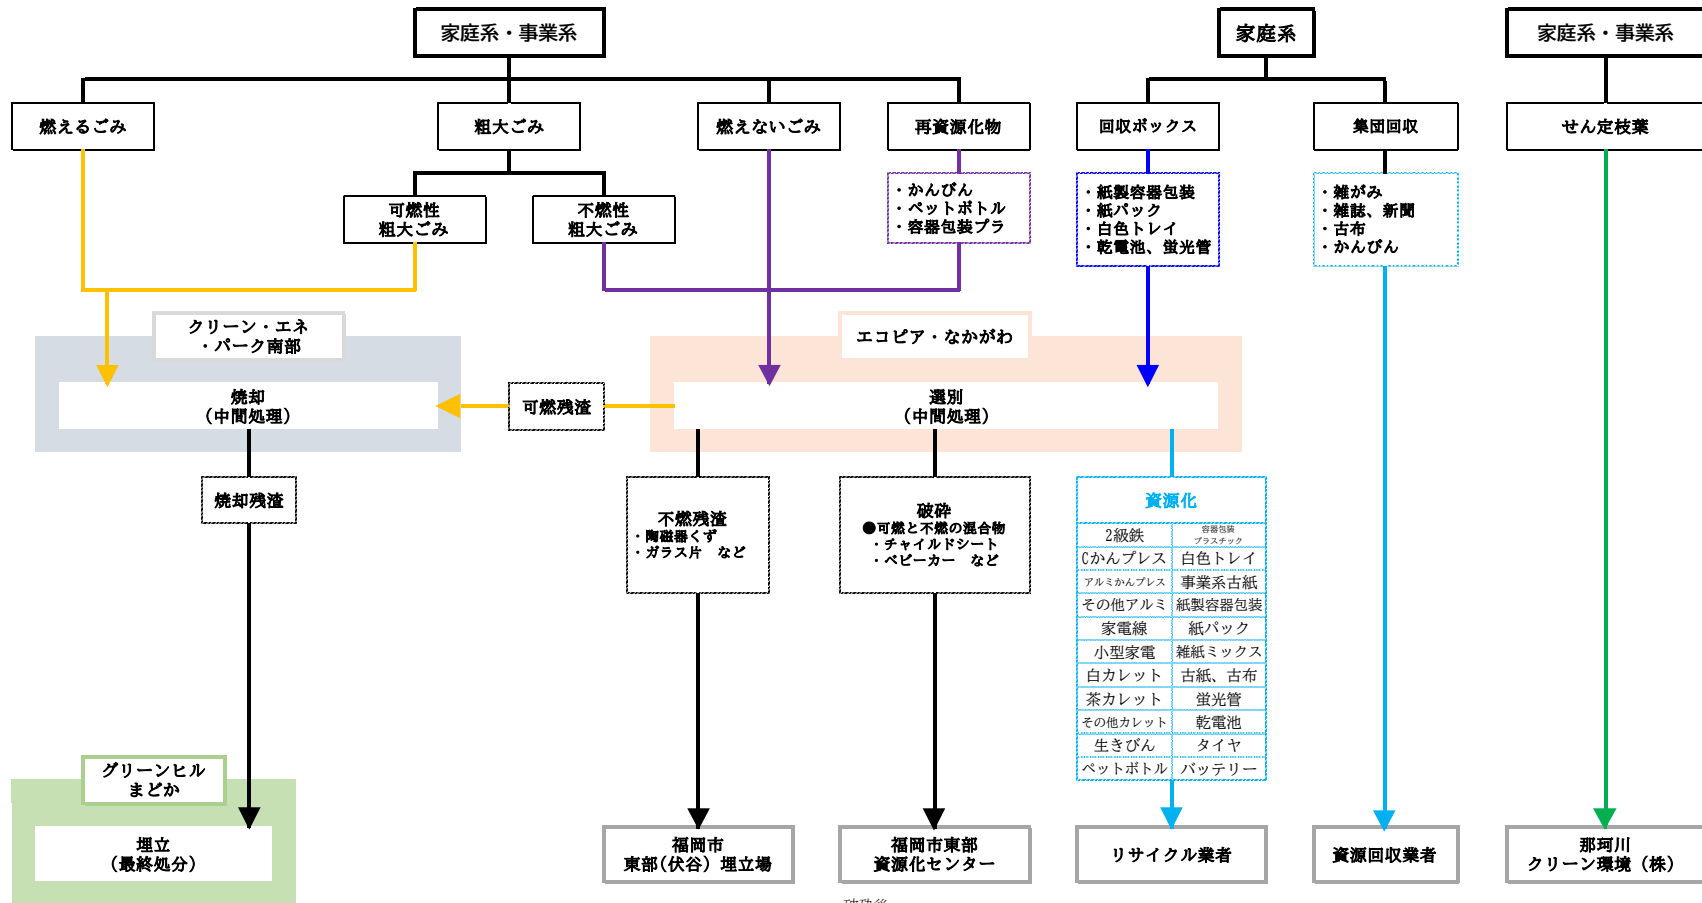 家庭系・事業系
家庭系
家庭系・事業系
燃えるごみ
粗大ごみ
燃えないごみ
再資源化物
回収ボックス
集団回収
せん定枝葉
可燃性
粗大ごみ
不燃性
粗大ごみ
・かんびん
・ペットボトル
・容器包装プラ
・紙製容器包装
・紙パック
・白色トレイ
・乾電池、蛍光管
・雑がみ
・雑誌、新聞
・古布
・かんびん
クリーン・エネ
・パーク南部
エコピア・なかがわ
焼却
（中間処理）
可燃残渣
選別
（中間処理）
焼却残渣
不燃残渣
・陶磁器くず
・ガラス片　など
破砕
●可燃と不燃の混合物
・チャイルドシート
・ベビーカー　など
資源化
2級鉄
容器包装
プラスチック
Cかんプレス
白色トレイ
アルミかんプレス
事業系古紙
その他アルミ
紙製容器包装
家電線
紙パック
小型家電
雑紙ミックス
白カレット
古紙、古布
茶カレット
蛍光管
その他カレット
乾電池
生きびん
タイヤ
ペットボトル
バッテリー
グリーンヒル
まどか
埋立
（最終処分）
福岡市
東部(伏谷）埋立場
福岡市東部
資源化センター
リサイクル業者
資源回収業者
那珂川
クリーン環境（株）